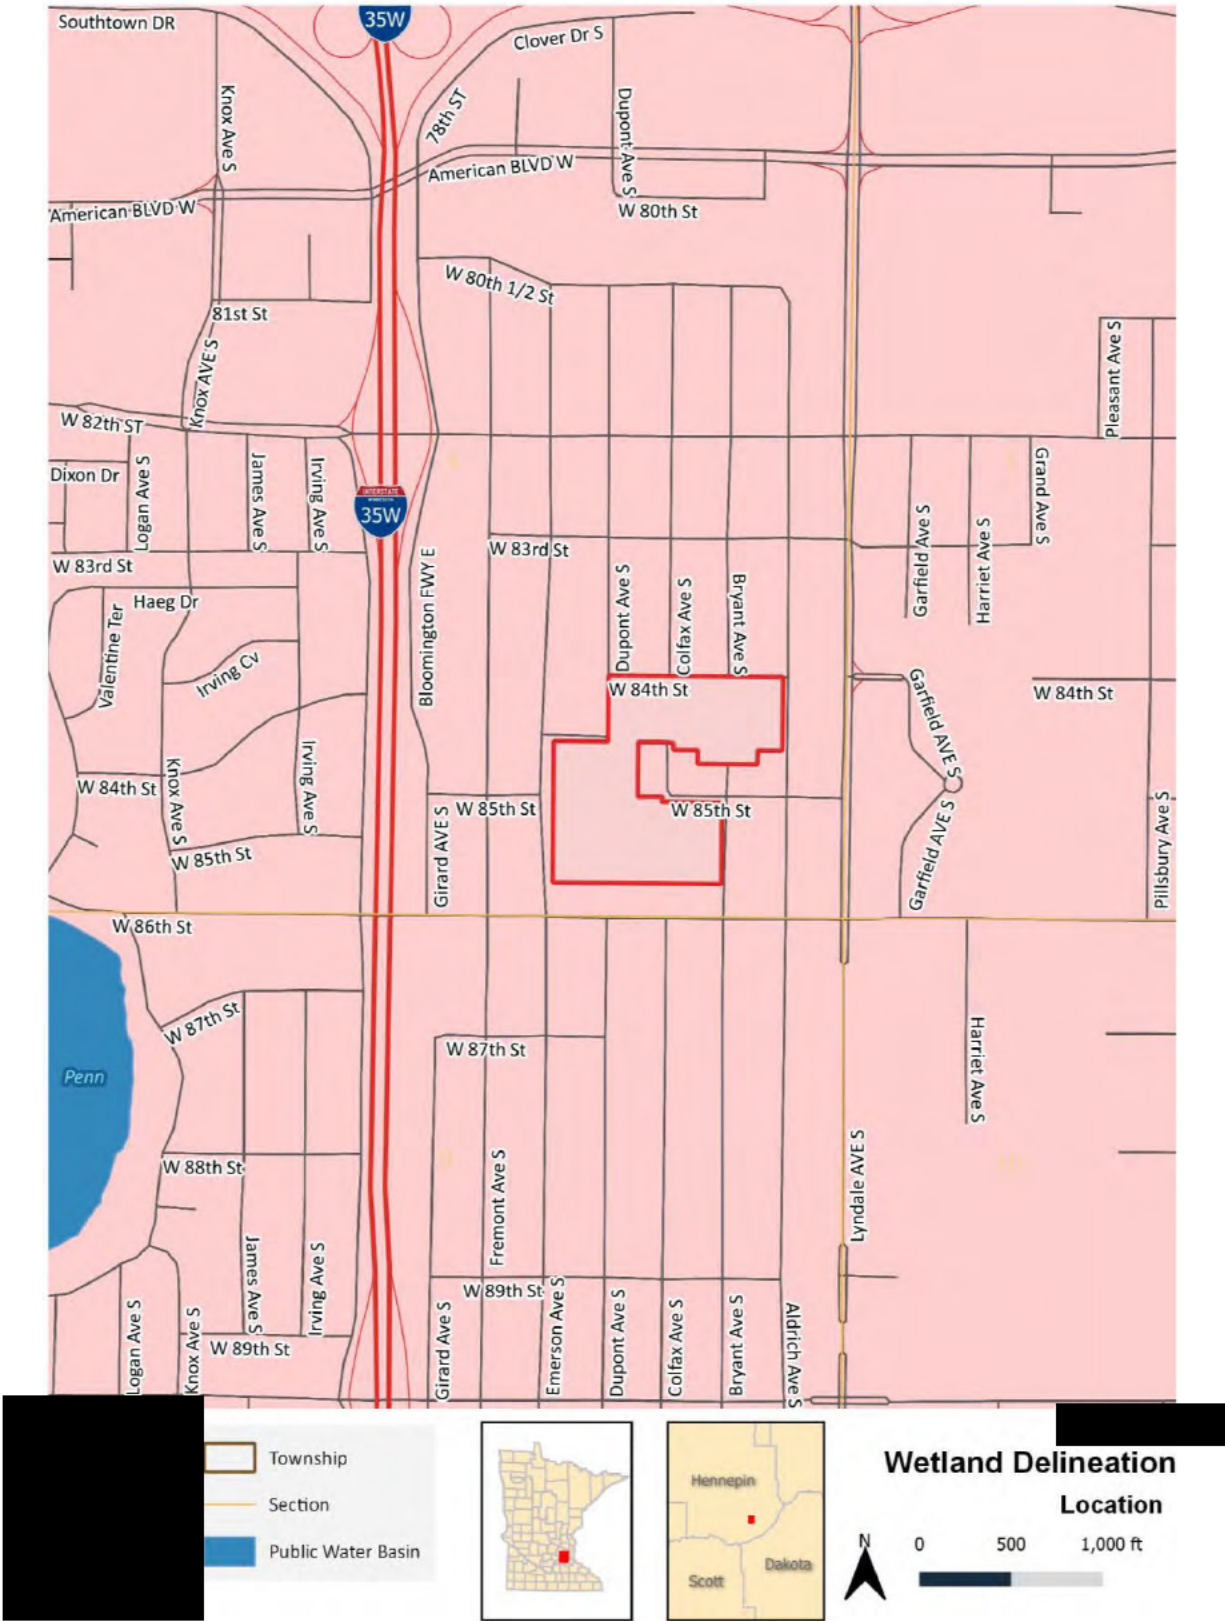 Southtown DR
35W
Clover Dr S
Knox Ave S
78th ST
Dupont Ave S
American BLVD W
American BLVD W
W 80th St
W 80th 1/2 St
81st St
Knox AVE S
Pleasant Ave S
W 82th ST
Dixon Dr
Logan Ave S
James Ave S
Irving Ave S
INTERSTATE
35W
Grand Ave S
Garfield Ave S
Harriet Ave S
W 83rd St
W 83rd St
Bloomington FWY E
Haeg Dr
Valentine Ter
Irving Cv
Dupont Ave S
Colfax Ave S
Bryant Ave S
W 84th St
W 84th St
Garfield AVE S
W 84th St
Knox Ave S
Irving Ave S
W 85th St
W 85th St
W 85th St
Girard AVE S
Garfield AVE S
Pillsbury Ave S
W 86th St
W 87th St
W 87th St
Harriet Ave S
Penn
W 88th St
Fremont Ave S
Lyndale AVE S
James Ave S
Irving Ave S
W 89th St
Logan Ave S
Knox Ave S
W 89th St
Girard Ave S
Emerson Ave S
Dupont Ave S
Colfax Ave S
Bryant Ave S
Aldrich Ave S
Township
Section
Public Water Basin
Hennepin
Scott
Dakota
Wetland Delineation
Location
N
0 500 1,000 ft